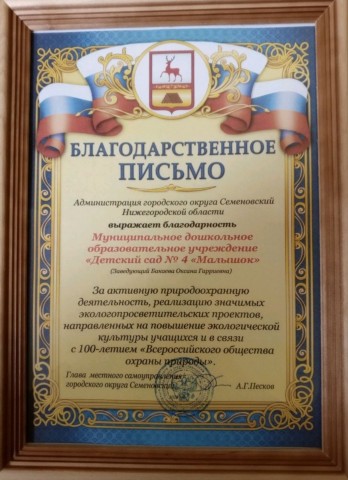 БЛАГОДАРСТВЕННОЕ
ПИСЬМО
Администрация городского округа Семеновский
Нижегородской области
выражает благодарность
Муниципальное дошкольное
образовательное учреждение
«Детский сад № 4 «Малышок»
(Заведующий Бакаева Оксана Гаруновна)
За активную природоохранную
деятельность, реализацию значимых
экологопросветительских проектов,
направленных на повышение экологической
культуры учащихся и в связи
с 100-летием «Всероссийского общества
охраны природы».
Глава местного самоуправления
городского округа Семеновский
А.Г.Песков